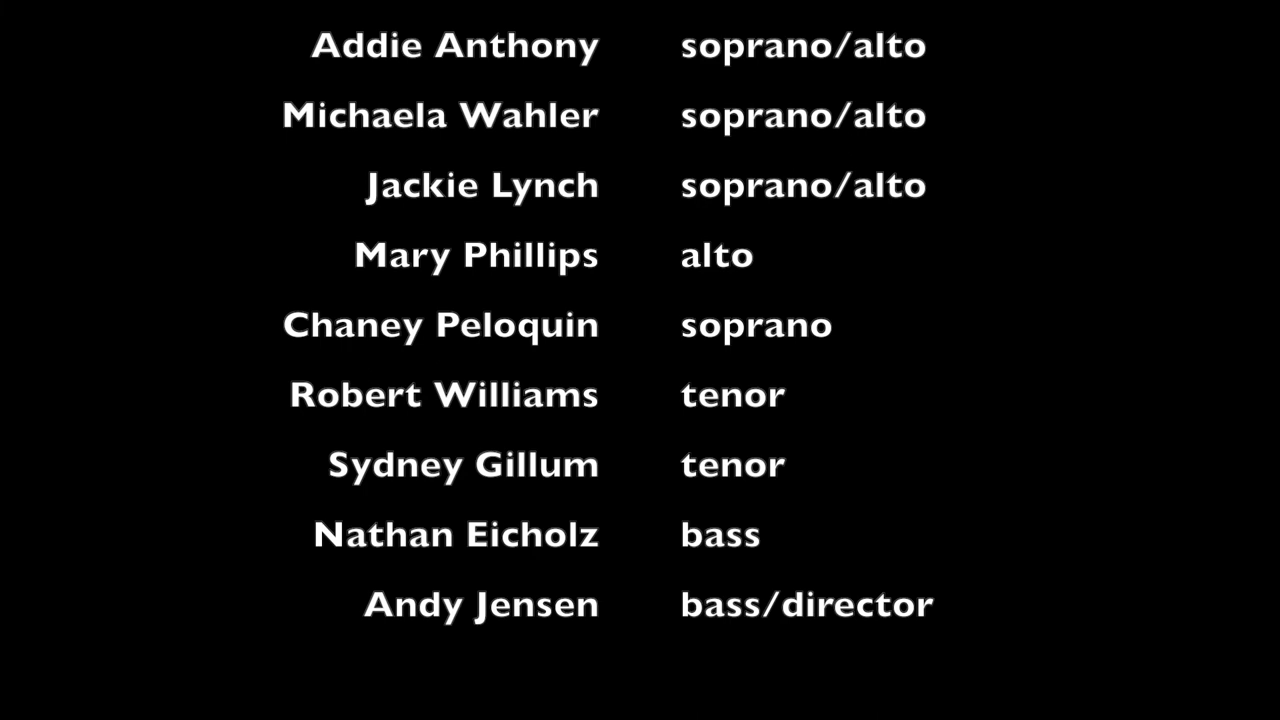 Addie Anthony soprano/alto
Michaela Wahler soprano/alto
Jackie Lynch soprano/alto
Mary Phillips alto
Chaney Peloquin soprano
Robert Williams tenor
Sydney Gillum tenor
Nathan Eicholz bass
Andy Jensen bass/director